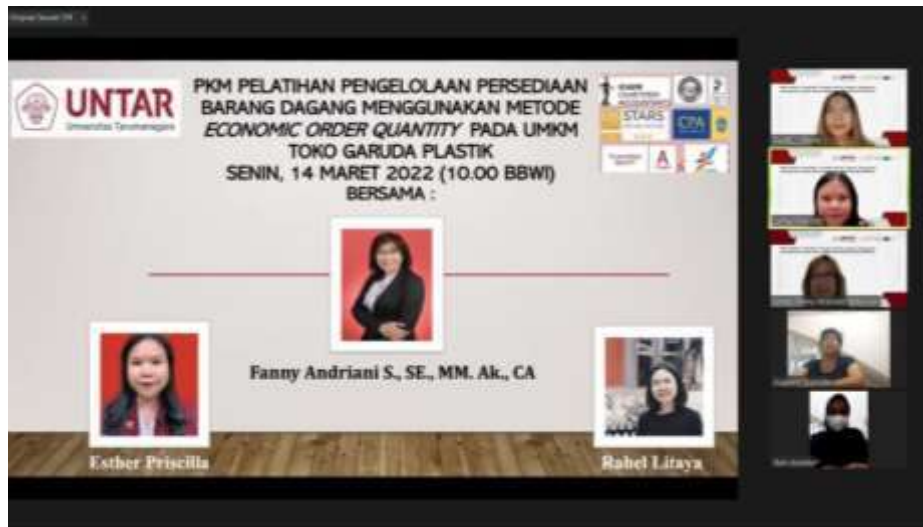 UNTAR
Universitas Tarumanagara
PKM PELATIHAN PENGELOLAAN PERSEDIAAN
BARANG DAGANG MENGGUNAKAN METODE
ECONOMIC ORDER QUANTITY PADA UMKM
TOKO GARUDA PLASTIK
SENIN, 14 MARET 2022 (10.00 BBWI)
BERSAMA :
STARS
CPA
Fanny Andriani S., SE., MM. Ak., CA
Esther Priscilla
Rahel Litaya